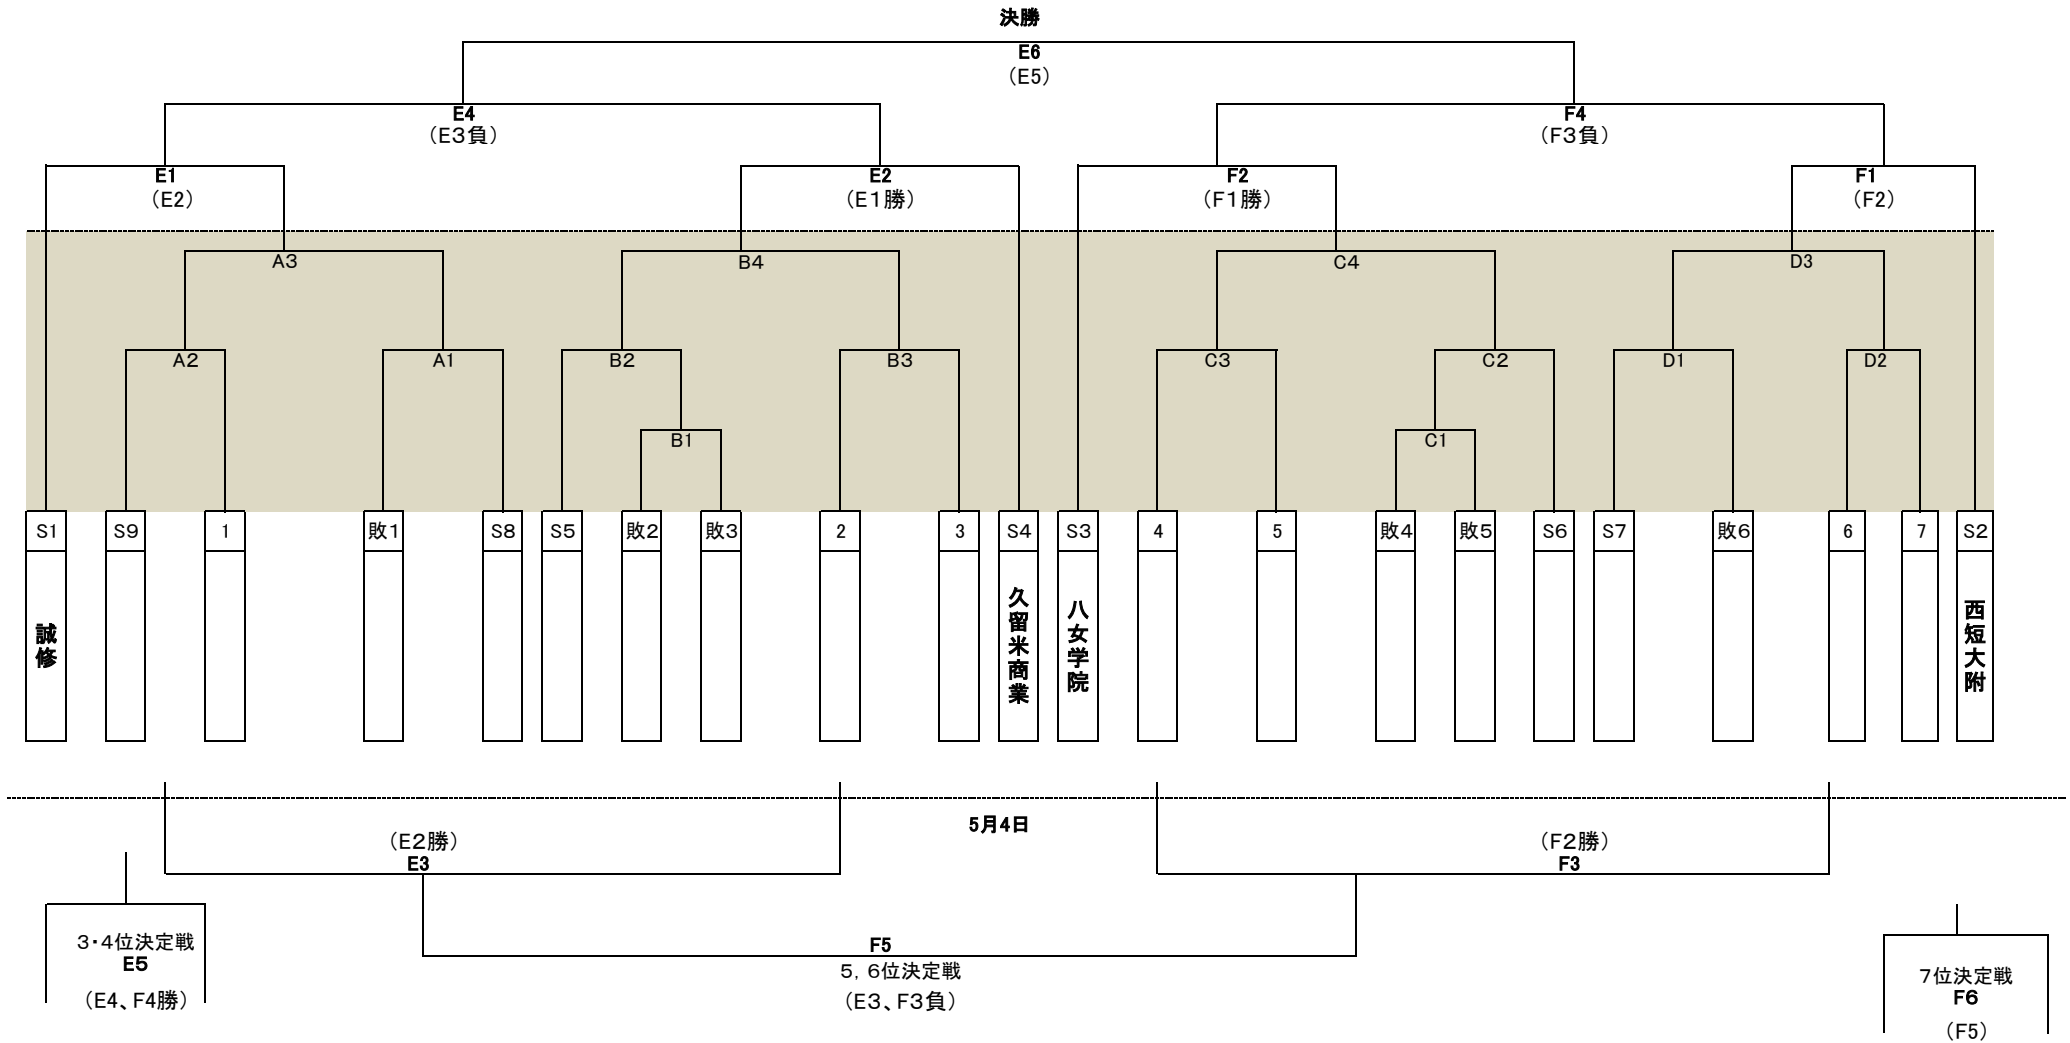 決勝
E6
（E5）
E4
（E3負）
F4
（F3負）
E1
（E2）
E2
（E1勝）
F2
（F1勝）
F1
（F2）
A3
B4
C4
D3
A2
A1
B2
B3
C3
C2
D1
D2
B1
C1
S1
S9
1
敗1
S8
S5
敗2
敗3
2
3
S4
S3
4
5
敗4
敗5
S6
S7
敗6
6
7
S2
誠修
久留米商業
八女学院
西短大附
5月4日
（E2勝）
E3
（F2勝）
F3
3・4位決定戦
E5
（E4、F4勝）
F5
5，6位決定戦
（E3、F3負）
7位決定戦
F6
（F5）